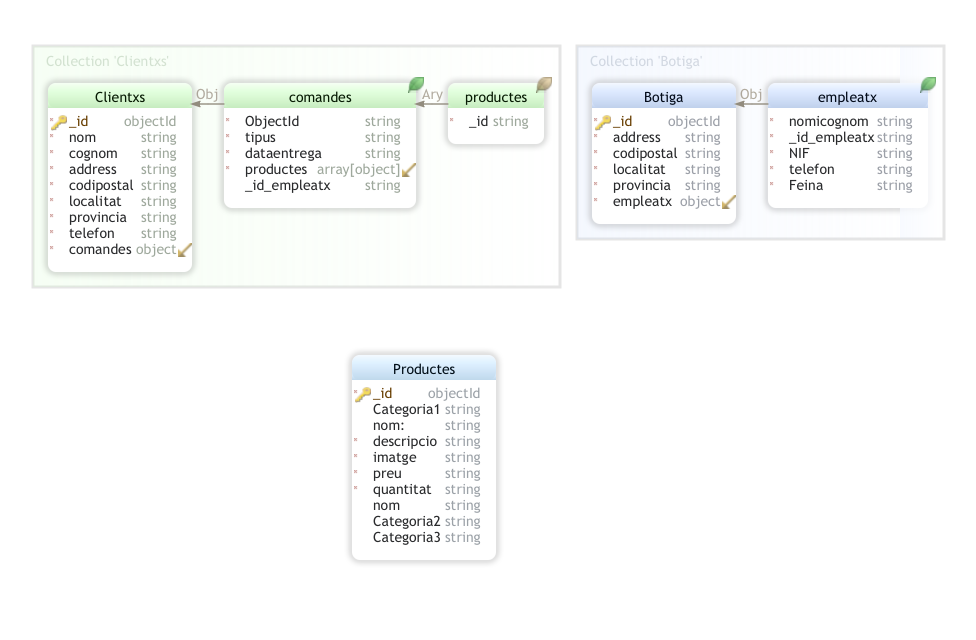 Collection 'Clientxs'
Clientxs
Obj
_id objectId
nom string
cognom string
address string
codipostal string
localitat string
provincia string
telefon string
comandes object
comandes
Ary
ObjectId string
tipus string
dataentrega string
productes array[object]
_id_empleatx string
productes
_id string
Collection 'Botiga'
Botiga
Obj
_id objectId
address string
codipostal string
localitat string
provincia string
empleatx object
empleatx
nomicognom string
_id_empleatx string
NIF string
telefon string
Feina string
Productes
_id objectId
Categoria1 string
nom: string
descripcio string
imatge string
preu string
quantitat string
nom string
Categoria2 string
Categoria3 string